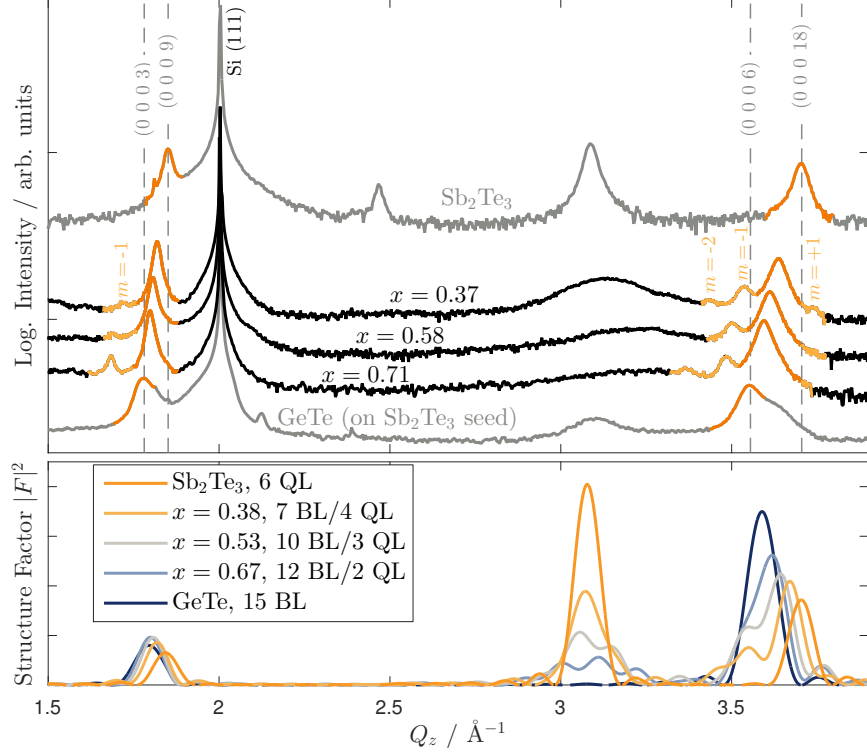 Log. Intensity / arb. units
(0 0 0 3)
(0 0 0 9)
Si (111)
(0 0 0 6)
(0 0 0 18)
Sb₂Te₃
m = -1
m = -2
m = -1
m = +1
x = 0.37
x = 0.58
x = 0.71
GeTe (on Sb₂Te₃ seed)
Structure Factor |F|²
Sb₂Te₃, 6 QL
x = 0.38, 7 BL/4 QL
x = 0.53, 10 BL/3 QL
x = 0.67, 12 BL/2 QL
GeTe, 15 BL
1.5 2 2.5 3 3.5
Q_z / Å⁻¹